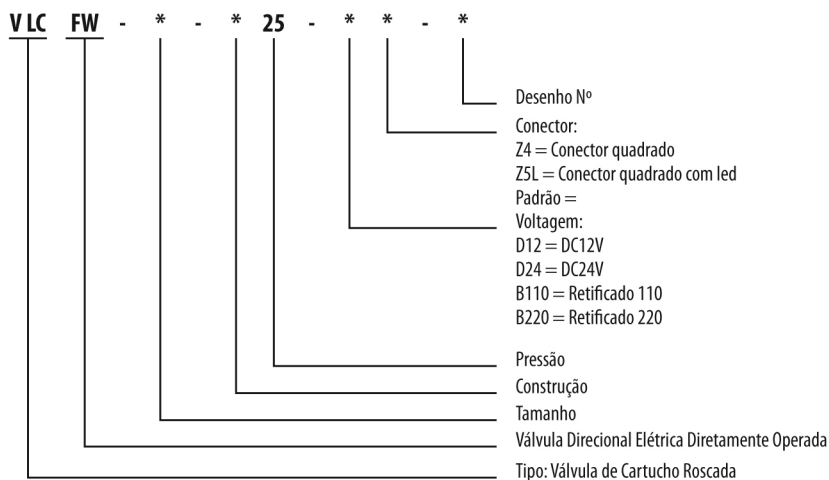 V LC FW - * - * 25 - * * - *
Desenho Nº
Conector:
Z4 = Conector quadrado
Z5L = Conector quadrado com led
Padrão =
Voltagem:
D12 = DC12V
D24 = DC24V
B110 = Retificado 110
B220 = Retificado 220
Pressão
Construção
Tamanho
Válvula Direcional Elétrica Diretamente Operada
Tipo: Válvula de Cartucho Roscada